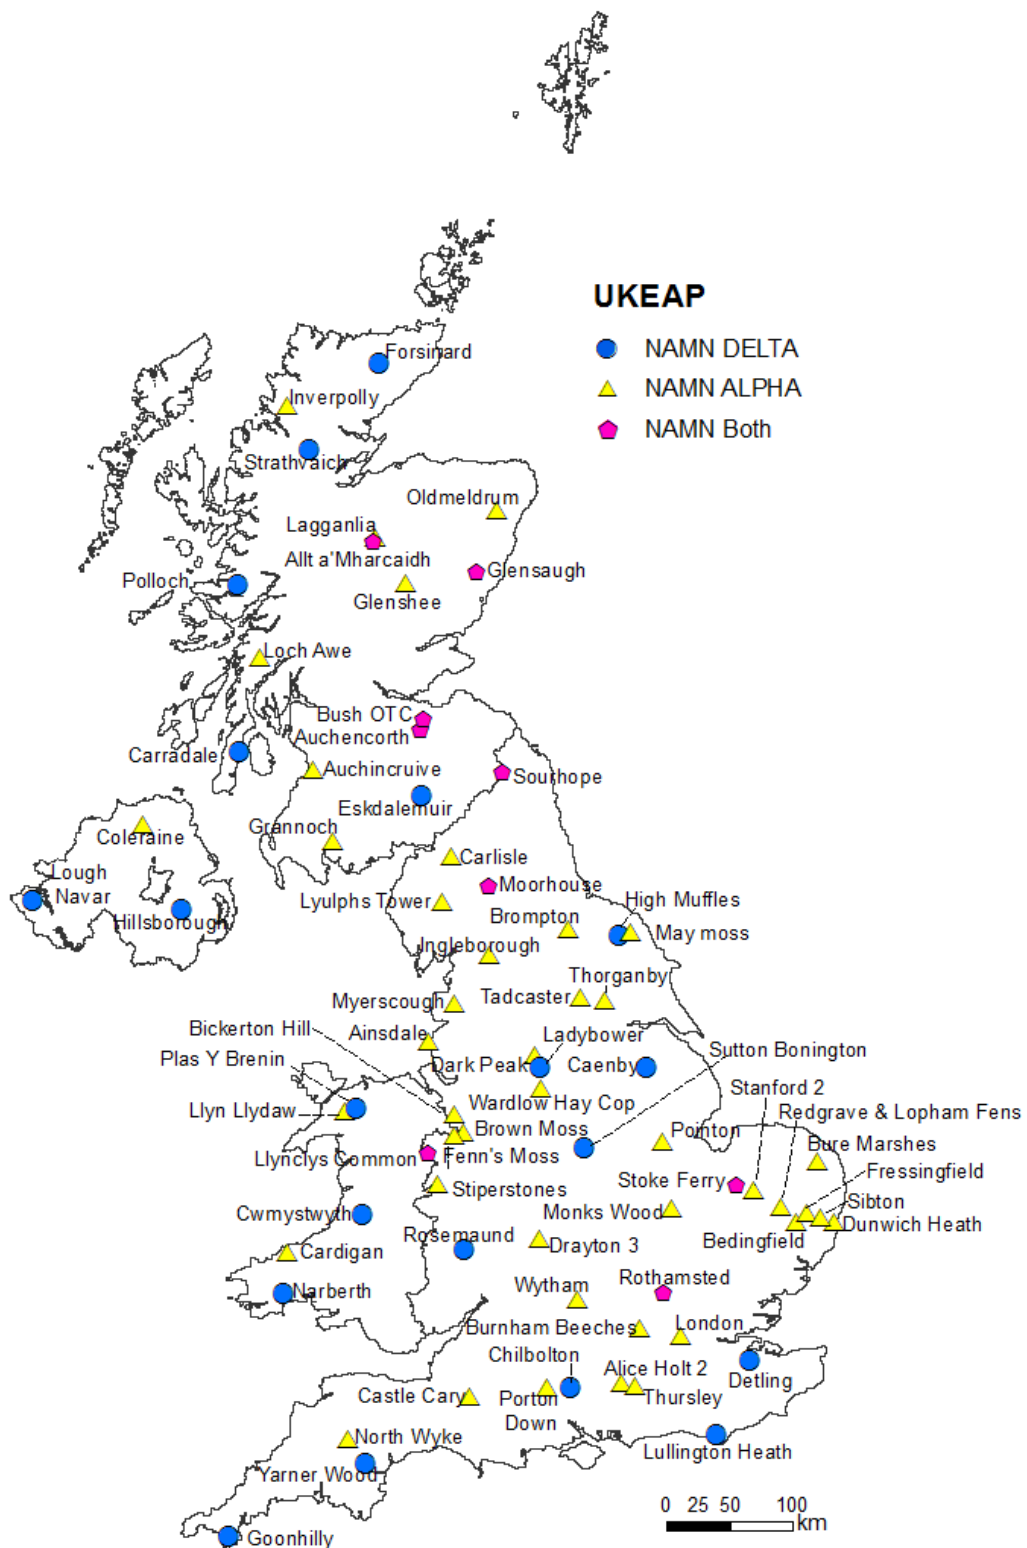 UKEAP
NAMN DELTA
NAMN ALPHA
NAMN Both
Forsinard
Inverpolly
Strathvaich
Oldmeldrum
Lagganlia
Allt a'Mharcaidh
Glensaugh
Polloch
Glenshee
Loch Awe
Bush OTC
Auchencorth
Carradale
Auchincruive
Sourhope
Eskdalemuir
Grannoch
Coleraine
Carlisle
Lough
Navar
Moorhouse
Hillsborough
Lyulphs Tower
High Muffles
Brompton
May moss
Ingleborough
Thorganby
Myerscough
Tadcaster
Bickerton Hill
Ainsdale
Ladybower
Sutton Bonington
Plas Y Brenin
Dark Peak
Caenby
Stanford 2
Llyn Llydaw
Wardlow Hay Cop
Redgrave & Lopham Fens
Brown Moss
Pointon
Bure Marshes
Llynclys Common
Fenn's Moss
Fressingfield
Stiperstones
Stoke Ferry
Sibton
Cwmystwyth
Monks Wood
Dunwich Heath
Rosemaund
Bedingfield
Cardigan
Drayton 3
Narberth
Wytham
Rothamsted
Burnham Beeches
London
Chilbolton
Alice Holt 2
Detling
Castle Cary
Porton
Down
Thursley
North Wyke
Lullington Heath
Yarner Wood
Goonhilly
0 25 50 100
km